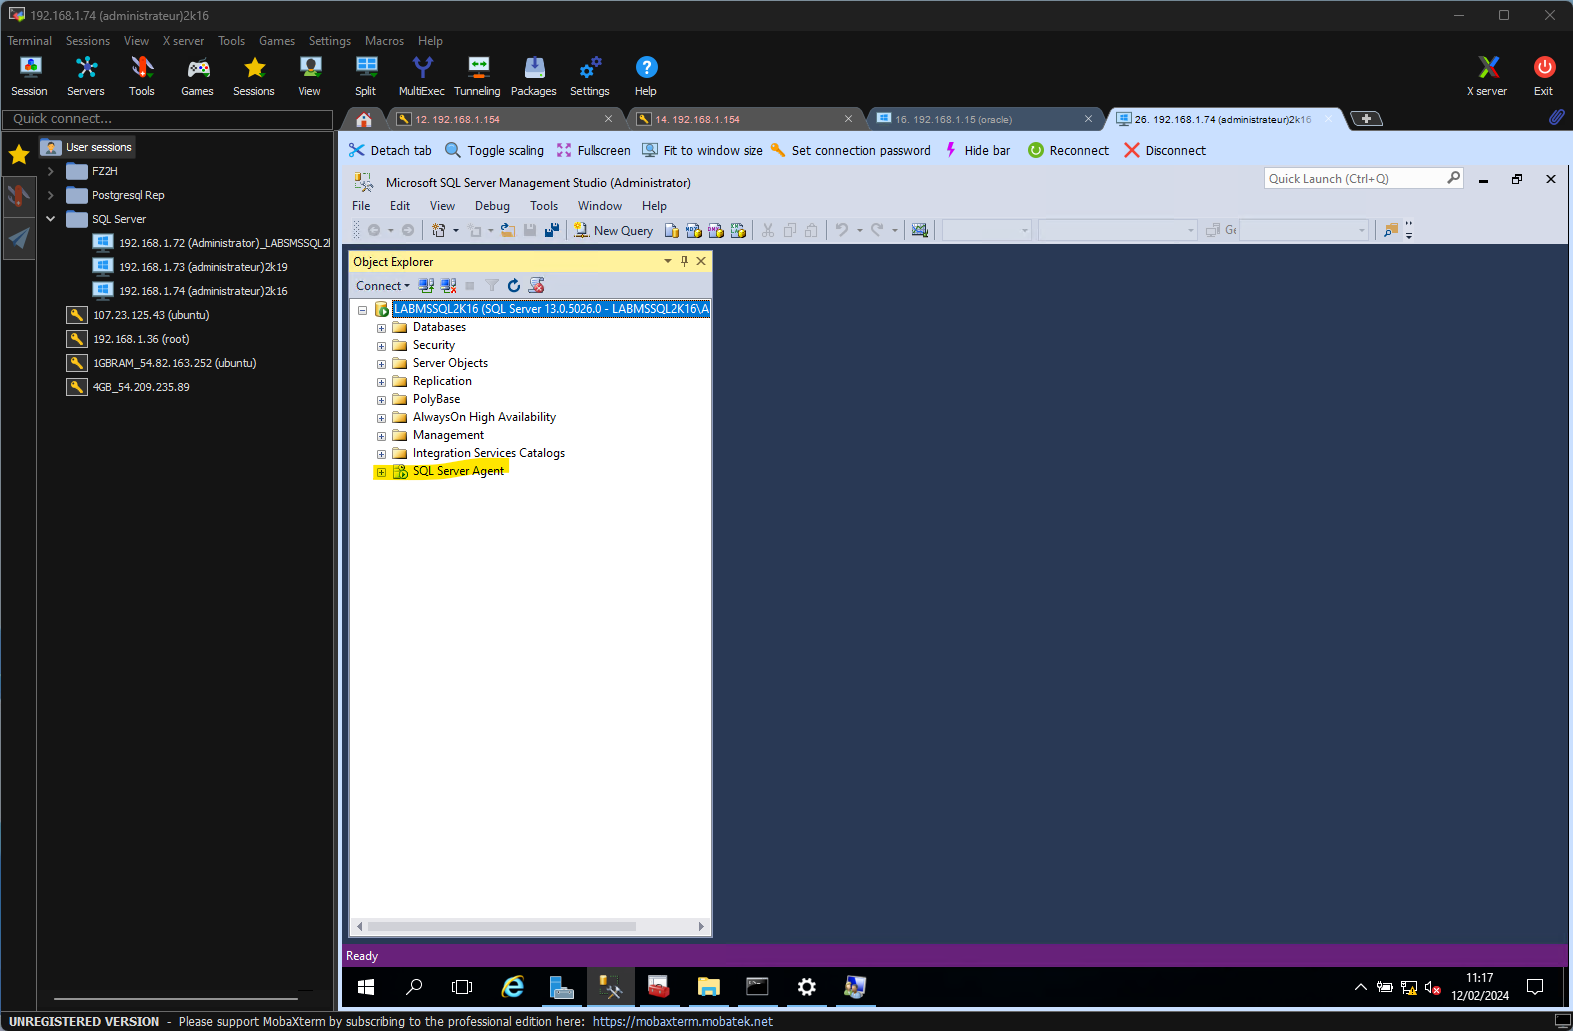 192.168.1.74 (administrateur)2k16
Terminal Sessions View X server Tools Games Settings Macros Help
Session Servers Tools Games Sessions View Split MultiExec Tunneling Packages Settings Help X server Exit
Quick connect...
12. 192.168.1.154 14. 192.168.1.154 16. 192.168.1.15 (oracle) 26. 192.168.1.74 (administrateur)2k16
User sessions
FZ2H
Postgresql Rep
SQL Server
192.168.1.72 (Administrator)_LABSMSSQL2
192.168.1.73 (administrateur)2k19
192.168.1.74 (administrateur)2k16
107.23.125.43 (ubuntu)
192.168.1.36 (root)
1GBRAM_54.82.163.252 (ubuntu)
4GB_54.209.235.89
Detach tab Toggle scaling Fullscreen Fit to window size Set connection password Hide bar Reconnect Disconnect
Microsoft SQL Server Management Studio (Administrator)
Quick Launch (Ctrl+Q)
File Edit View Debug Tools Window Help
New Query
Ge
Object Explorer
Connect
LABMSSQL2K16 (SQL Server 13.0.5026.0 - LABMSSQL2K16\A
Databases
Security
Server Objects
Replication
PolyBase
AlwaysOn High Availability
Management
Integration Services Catalogs
SQL Server Agent
Ready
11:17
12/02/2024
UNREGISTERED VERSION - Please support MobaXterm by subscribing to the professional edition here: https://mobaxterm.mobatek.net